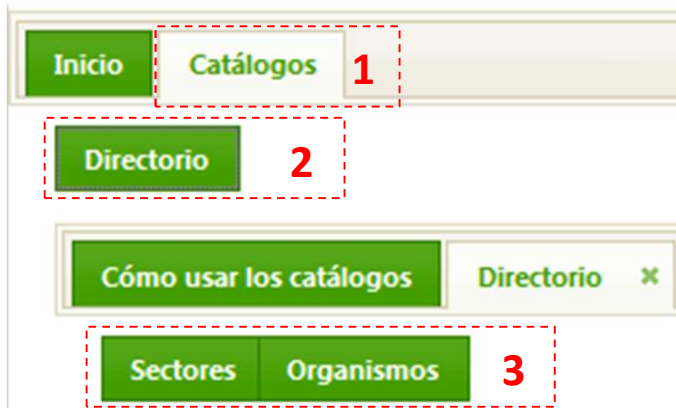 Inicio Catálogos 1
Directorio 2
Cómo usar los catálogos Directorio ×
Sectores Organismos 3